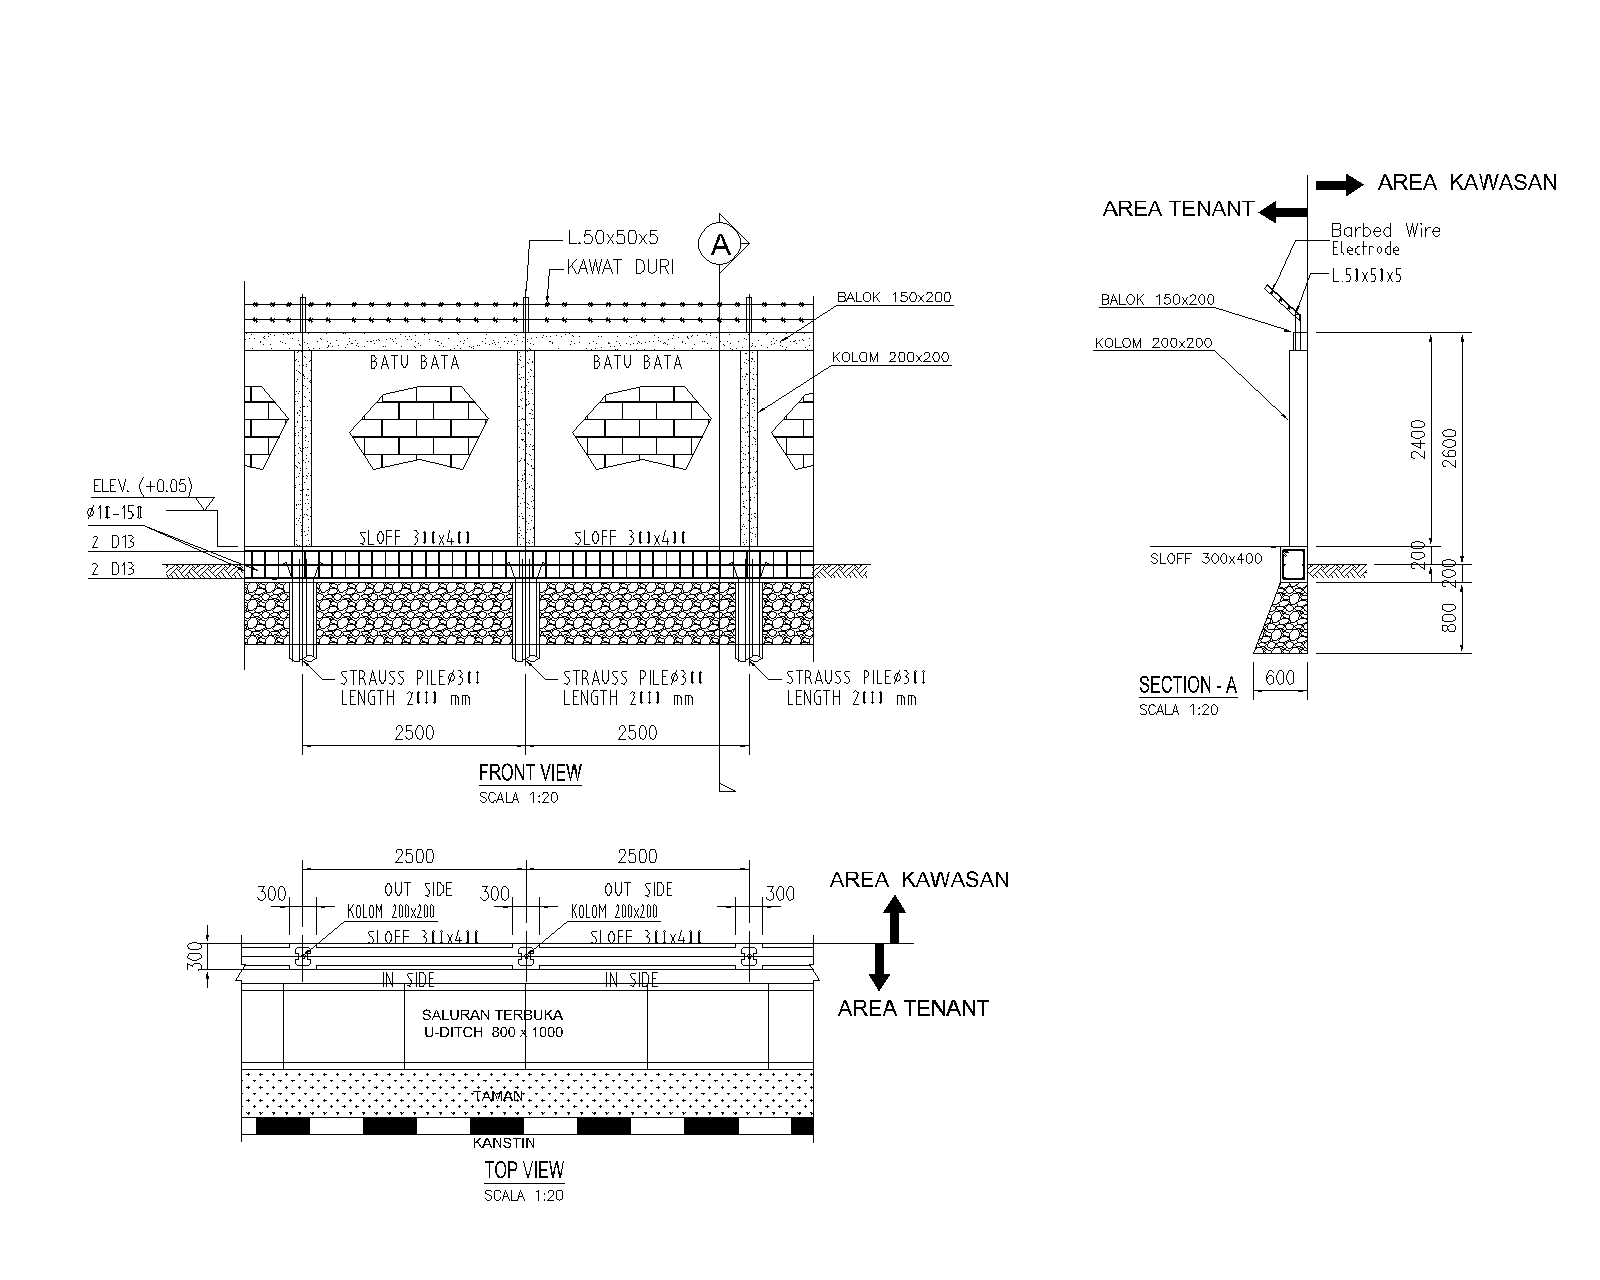 AREA KAWASAN
AREA TENANT
Barbed Wire
Electrode
L.50x50x5
BALOK 150x200
KOLOM 200x200
2400
2600
SLOFF 300x400
200
200
800
600
SECTION - A
SCALA 1:20
L.50x50x5
KAWAT DURI
A
BALOK 150x200
BATU BATA
BATU BATA
KOLOM 200x200
ELEV. (+0.05)
Ø10-150
2 D13
2 D13
SLOFF 300x400
SLOFF 300x400
STRAUSS PILEØ300
LENGTH 2000 mm
STRAUSS PILEØ300
LENGTH 2000 mm
STRAUSS PILEØ300
LENGTH 2000 mm
2500
2500
FRONT VIEW
SCALA 1:20
2500
2500
300
OUT SIDE
300
OUT SIDE
300
KOLOM 200x200
KOLOM 200x200
SLOFF 300x400
SLOFF 300x400
300
IN SIDE
IN SIDE
AREA KAWASAN
AREA TENANT
SALURAN TERBUKA
U-DITCH 800 x 1000
TAMAN
KANSTIN
TOP VIEW
SCALA 1:20